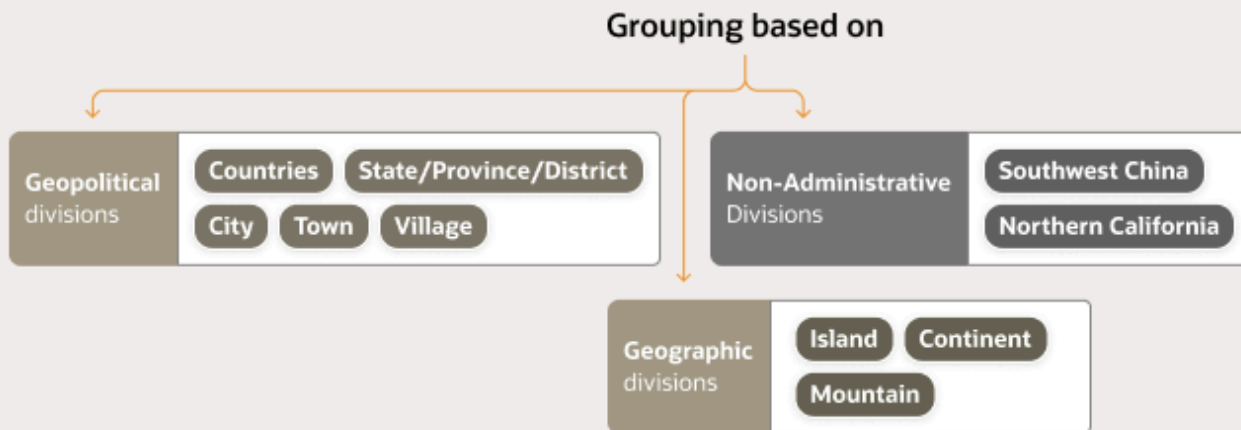 Grouping based on
Geopolitical
divisions
Countries
State/Province/District
City
Town
Village
Non-Administrative
Divisions
Southwest China
Northern California
Geographic
divisions
Island
Continent
Mountain